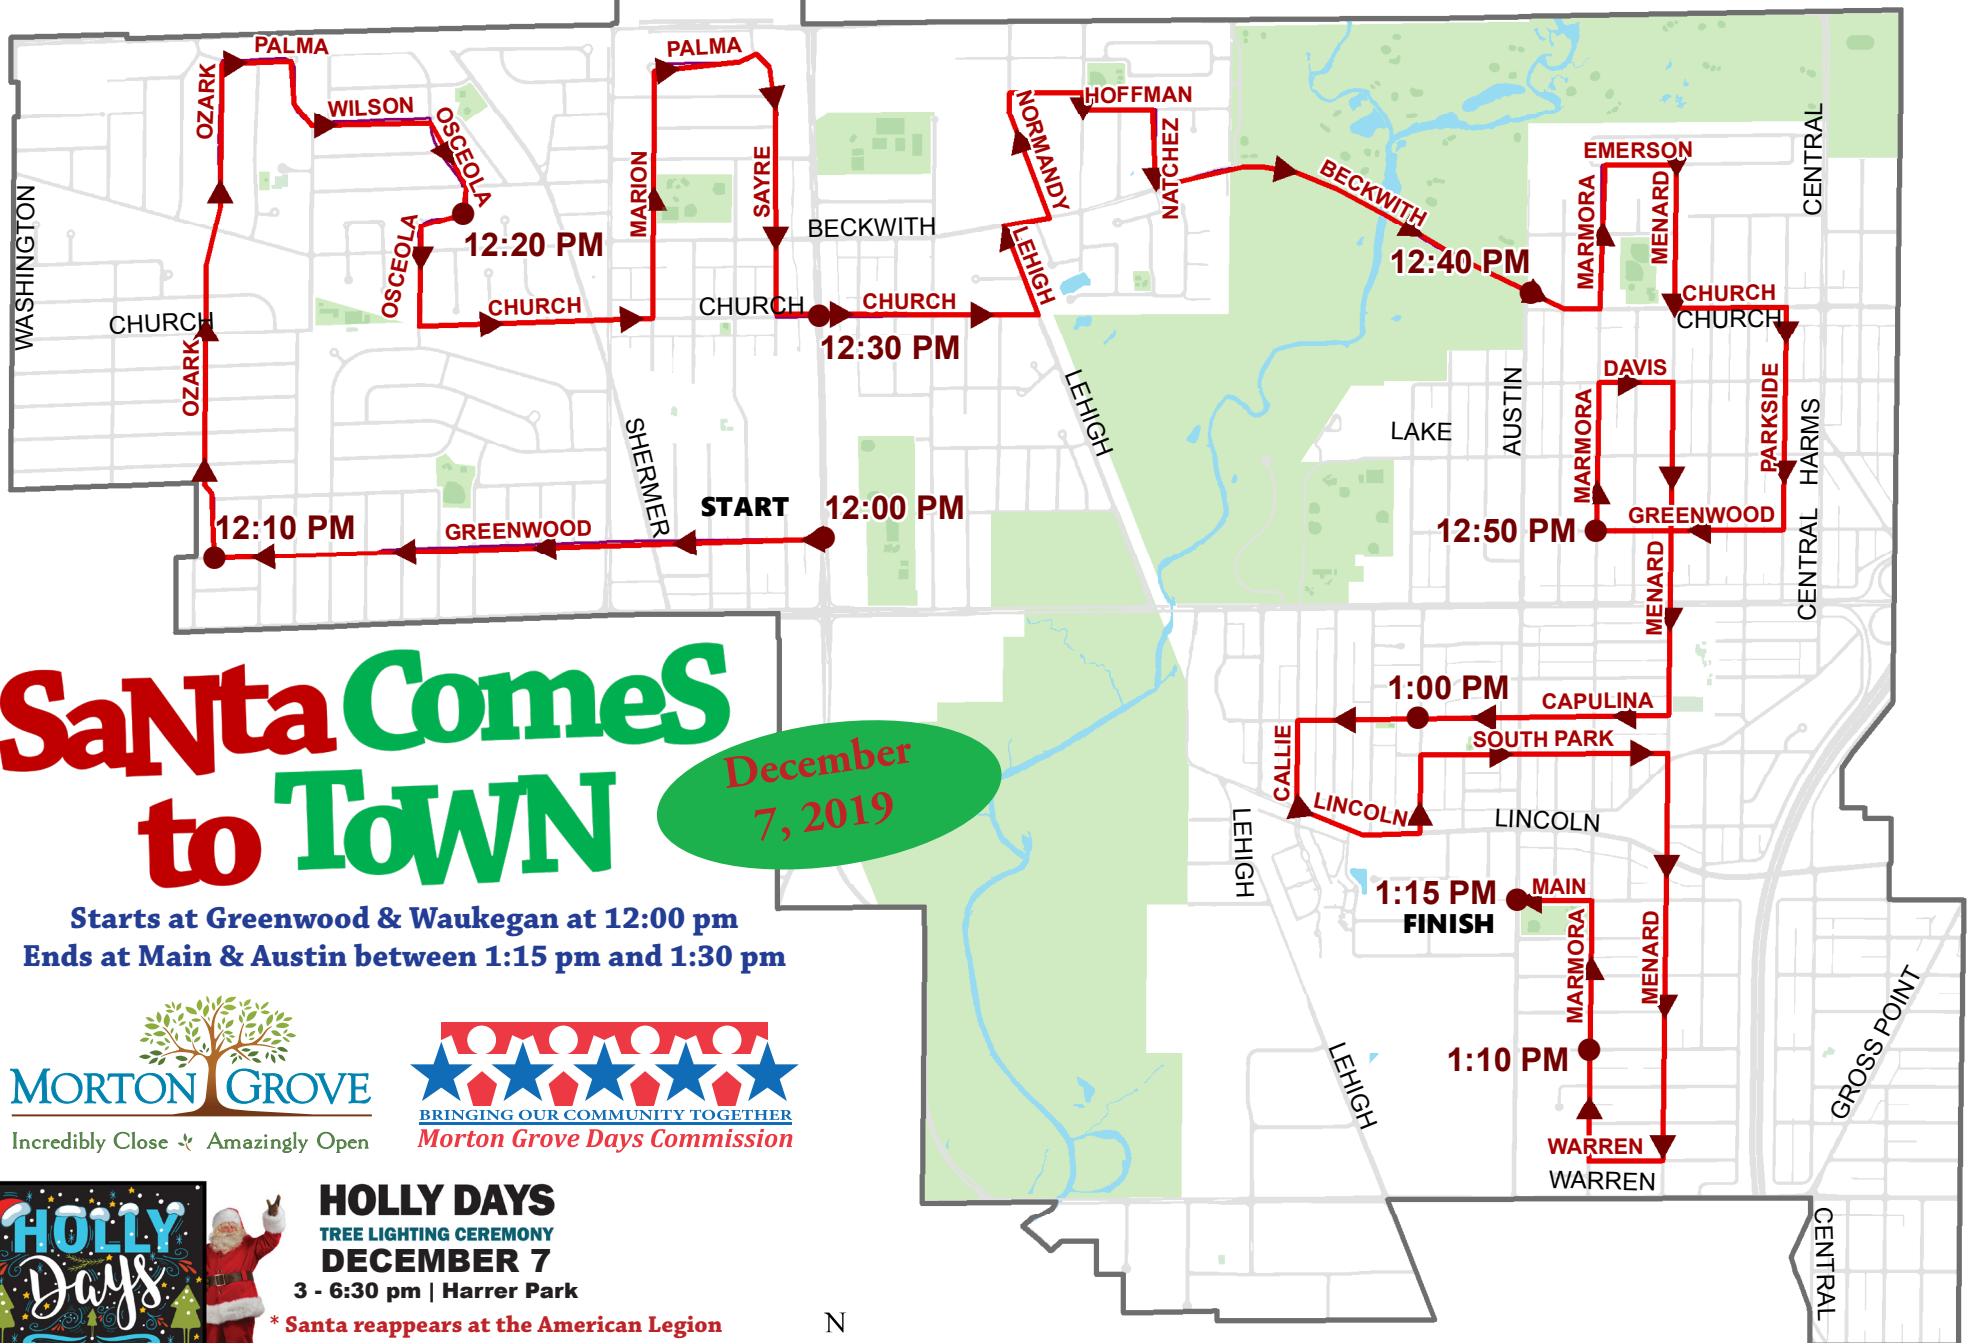 PALMA
OZARK
WILSON
OSCEOLA
12:20 PM
OSCEOLA
WASHINGTON
CHURCH
OZARK
CHURCH
PALMA
MARION
SAYRE
BECKWITH
CHURCH
CHURCH
12:30 PM
NORMANDY
HOFFMAN
NATCHEZ
LEHIGH
BECKWITH
12:40 PM
EMERSON
MARMORA
MENARD
CENTRAL
CHURCH
CHURCH
LEHIGH
SHERMER
START
12:00 PM
12:10 PM
GREENWOOD
LAKE
AUSTIN
DAVIS
MARMORA
PARKSIDE
HARMS
12:50 PM
GREENWOOD
CENTRAL
MENARD
1:00 PM
CAPULINA
SOUTH PARK
CALLIE
LINCOLN
LINCOLN
LEHIGH
1:15 PM
FINISH
MAIN
MARMORA
MENARD
1:10 PM
LEHIGH
WARREN
WARREN
GROSS POINT
CENTRAL
SaNta ComeS
to ToWN
December
7, 2019
Starts at Greenwood & Waukegan at 12:00 pm
Ends at Main & Austin between 1:15 pm and 1:30 pm
MORTON GROVE
Incredibly Close Amazingly Open
BRINGING OUR COMMUNITY TOGETHER
Morton Grove Days Commission
HOLLY
Days
HOLLY DAYS
TREE LIGHTING CEREMONY
DECEMBER 7
3 - 6:30 pm | Harrer Park
* Santa reappears at the American Legion
N